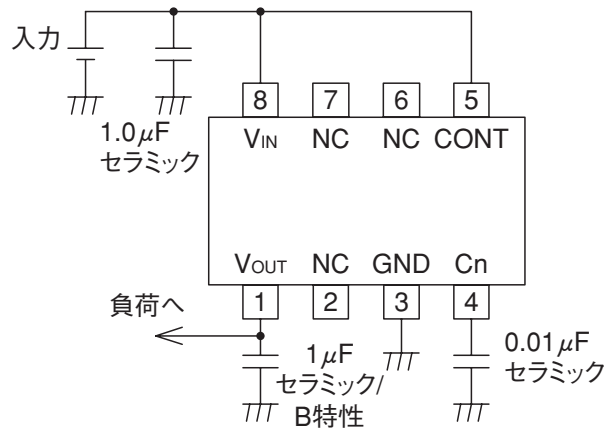 入力
8 7 6 5
1.0μF
セラミック
VIN NC NC CONT
VOUT NC GND Cn
1 2 3 4
負荷へ
1μF
セラミック/
B特性
0.01μF
セラミック